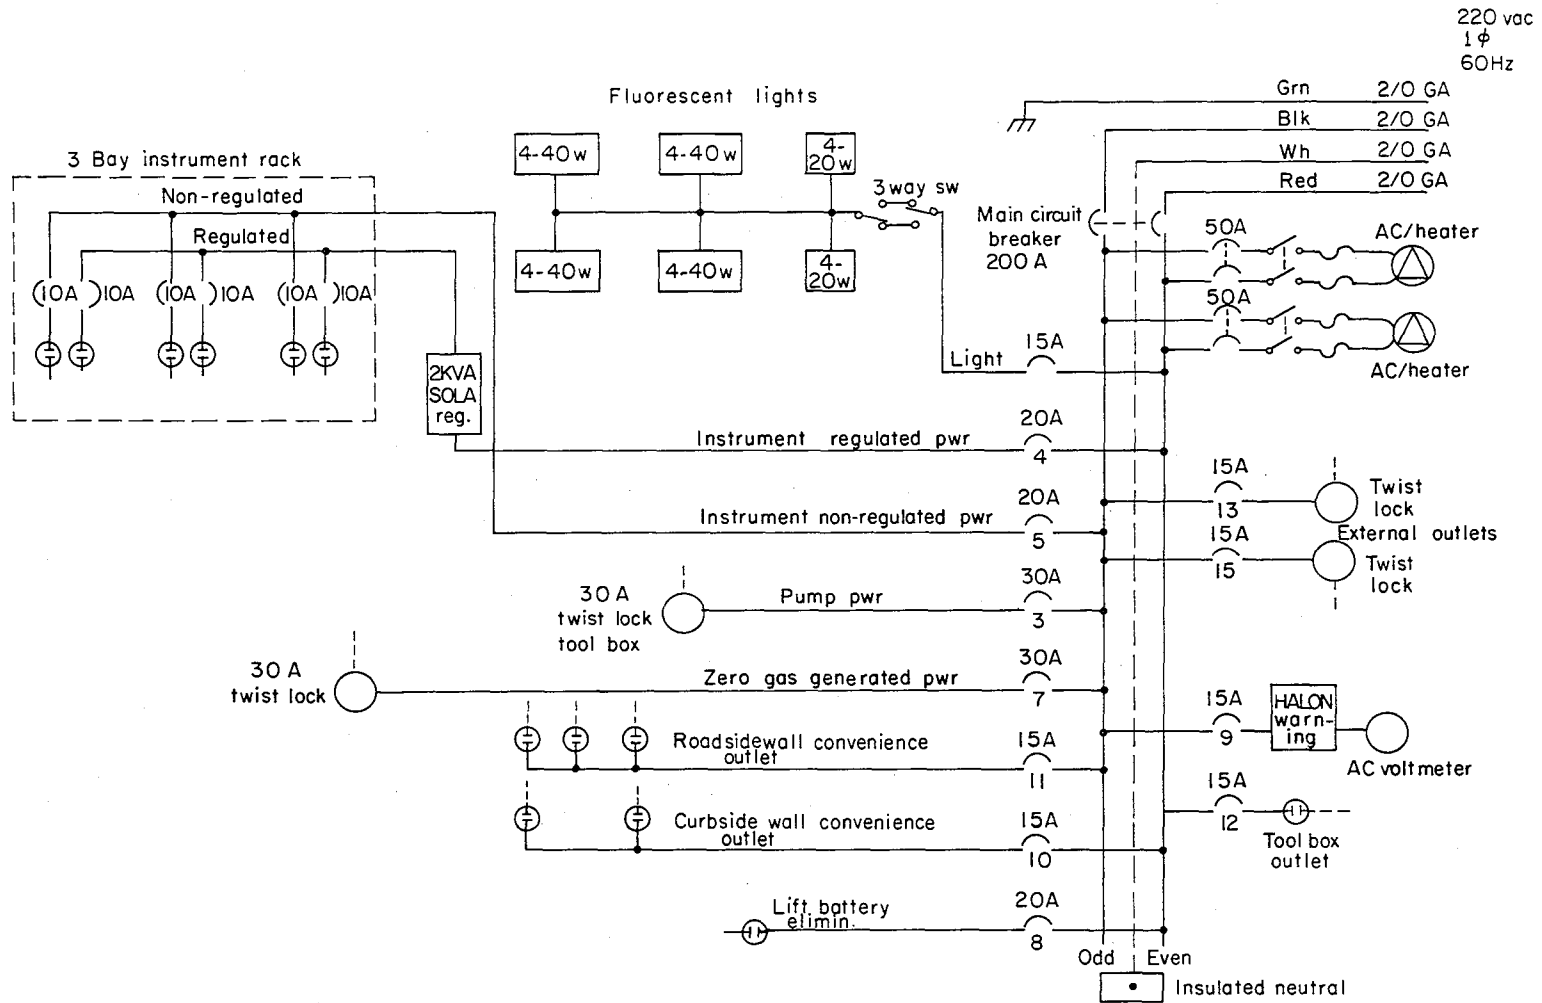 220 vac
1ϕ
60Hz
Grn 2/0 GA
Blk 2/0 GA
Wh 2/0 GA
Red 2/0 GA
Fluorescent lights
4-40w
4-40w
4-
20w
4-40w
4-40w
4-
20w
3 way sw
3 Bay instrument rack
Non-regulated
Regulated
10A
10A
10A
10A
10A
10A
2KVA
SOLA
reg.
Main circuit
breaker
200 A
50A
AC/heater
50A
AC/heater
Light
15A
Instrument regulated pwr
20A
4
Instrument non-regulated pwr
20A
5
15A
13
Twist
lock
External outlets
15A
15
Twist
lock
30 A
twist lock
tool box
Pump pwr
30A
3
30 A
twist lock
Zero gas generated pwr
30A
7
15A
9
HALON
warn-
ing
AC voltmeter
Roadsidewall convenience
outlet
15A
11
15A
12
Tool box
outlet
Curbside wall convenience
outlet
15A
10
Lift battery
elimin.
20A
8
Odd Even
Insulated neutral